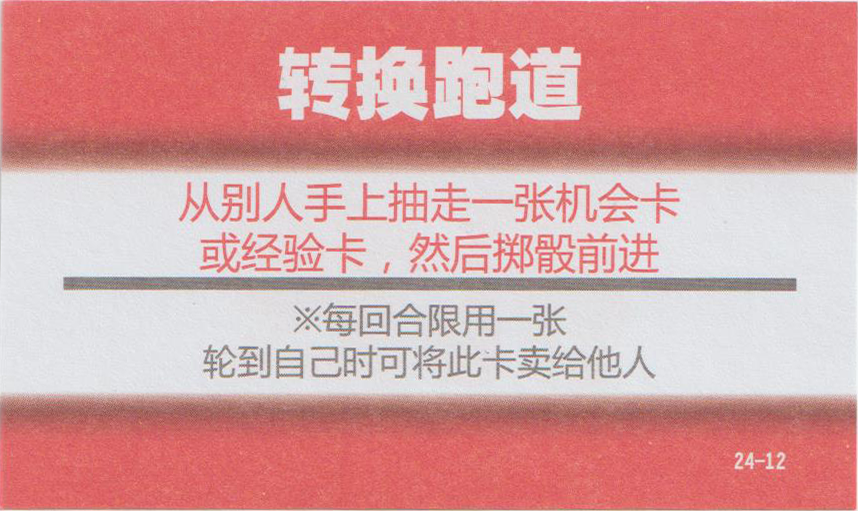 转换跑道
从别人手上抽走一张机会卡
或经验卡，然后掷骰前进
※每回合限用一张
轮到自己时可将此卡卖给他人
24-12